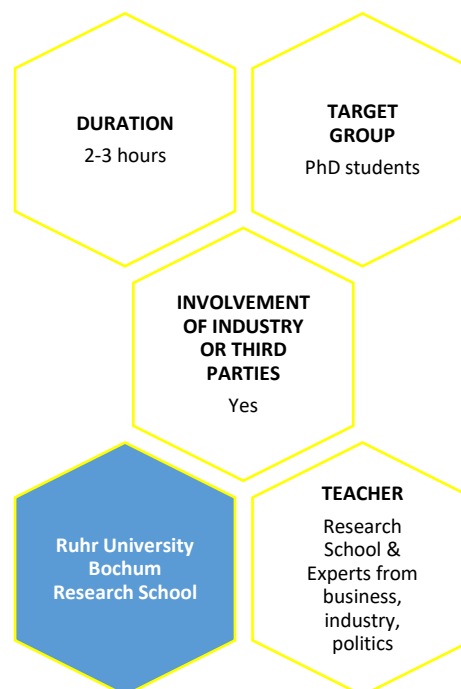 DURATION
2-3 hours
TARGET
GROUP
PhD students
INVOLVEMENT
OF INDUSTRY
OR THIRD
PARTIES
Yes
Ruhr University
Bochum
Research School
TEACHER
Research
School &
Experts from
business,
industry,
politics